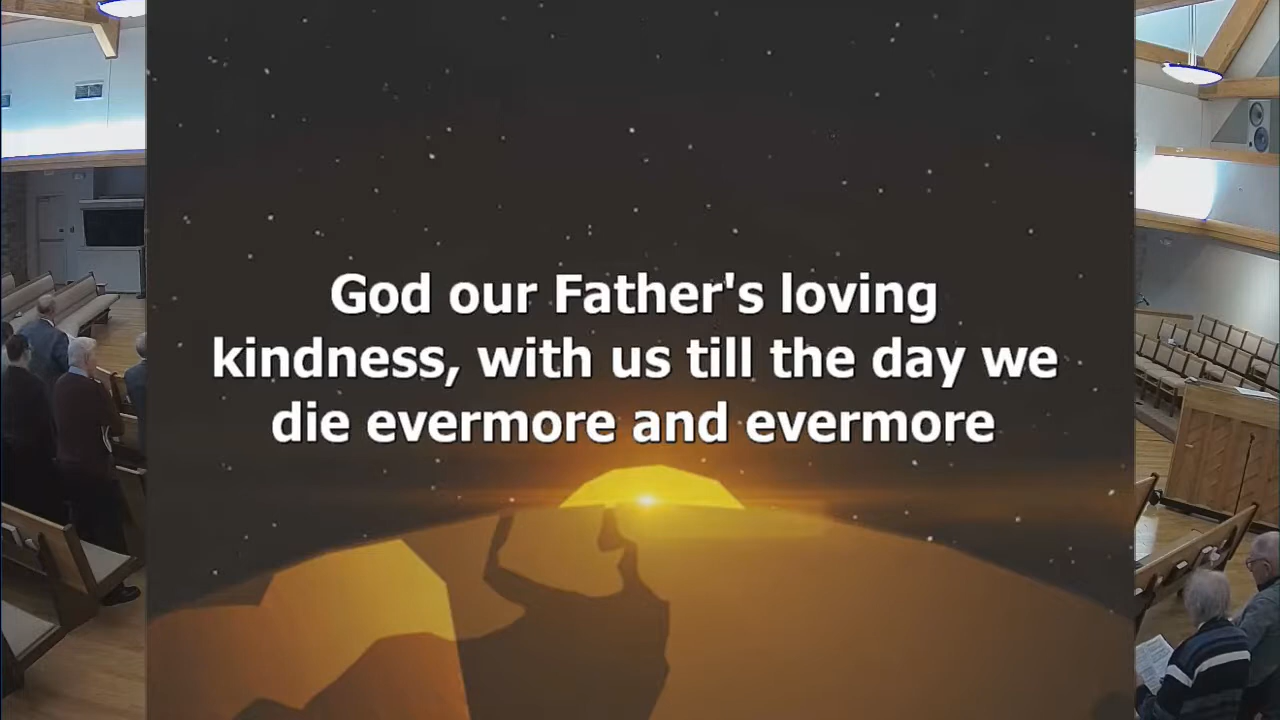 God our Father's loving
kindness, with us till the day we
die evermore and evermore